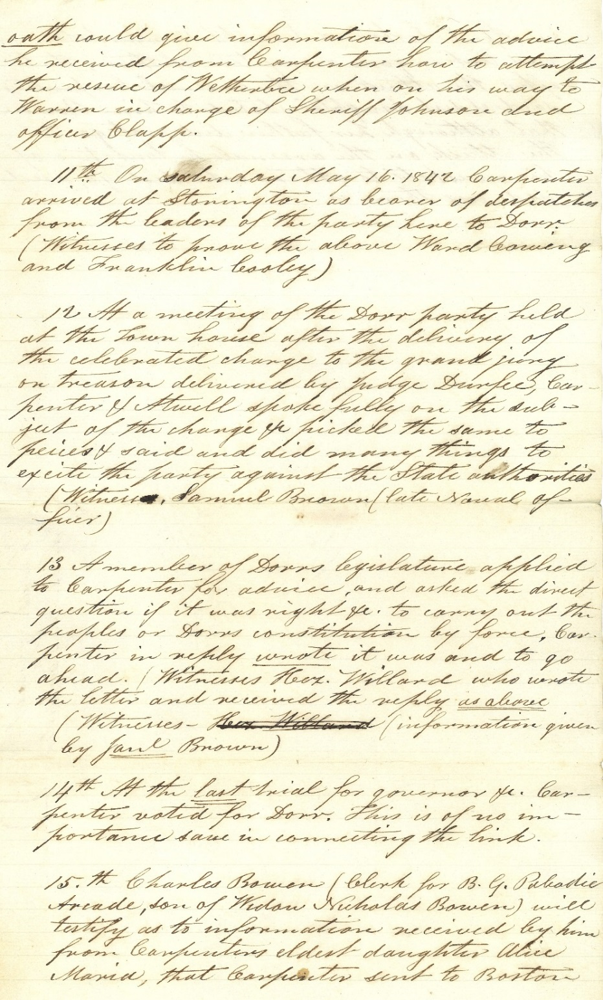 oath could give information of the advice
he received from Carpenter how to attempt
the rescue of Wetherbee when on his way to
Warren in charge of Sheriff Johnson and
officer Clapp.
11th. On Saturday May 16. 1842 Carpenter
arrived at Stonington as bearer of despatches
from the leaders of the party here to Dorr.
(Witnesses to prove the above Ward Cowing
and Franklin Cooley)
12 At a meeting of the Dorr party held
at the Town house after the delivery of
the celebrated charge to the grand jury
on treason delivered by Judge Durfee, Car-
penter & Atwell spoke fully on the sub-
ject of the charge & picked the same to
peices & said and did many things to
excite the party against the State authorities
(Witness, Samuel Brown (late Naval of-
ficer)
13 A member of Dorrs legislature applied
to Carpenter for advice, and asked the direct
question if it was right &c. to carry out the
peoples or Dorrs constitution by force, Car-
penter in reply wrote it was and to go
ahead. (Witnesses Hez. Willard who wrote
the letter and received the reply as above
(Witnesses - Hez Willard (information given
by Saml Brown)
14th At the last trial for governor &c. Car-
penter voted for Dorr. This is of no im-
portance save in connecting the link.
15.th Charles Bowen (Clerk for B. G. Pabodie
Arcade, son of Widow Nicholas Bowen) will
testify as to information received by him
from Carpenters eldest daughter Alice
Maria, that Carpenter sent to Boston